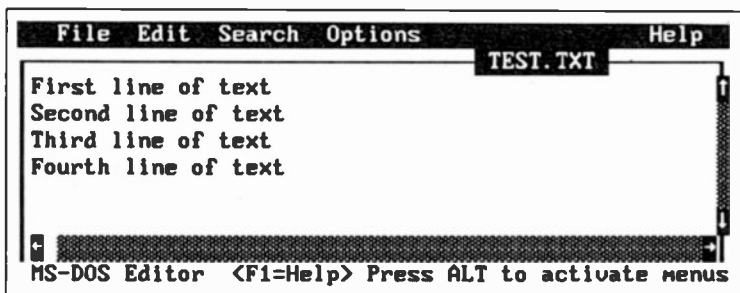 File Edit Search Options Help
TEST.TXT
First line of text
Second line of text
Third line of text
Fourth line of text
MS-DOS Editor <F1=Help> Press ALT to activate menus